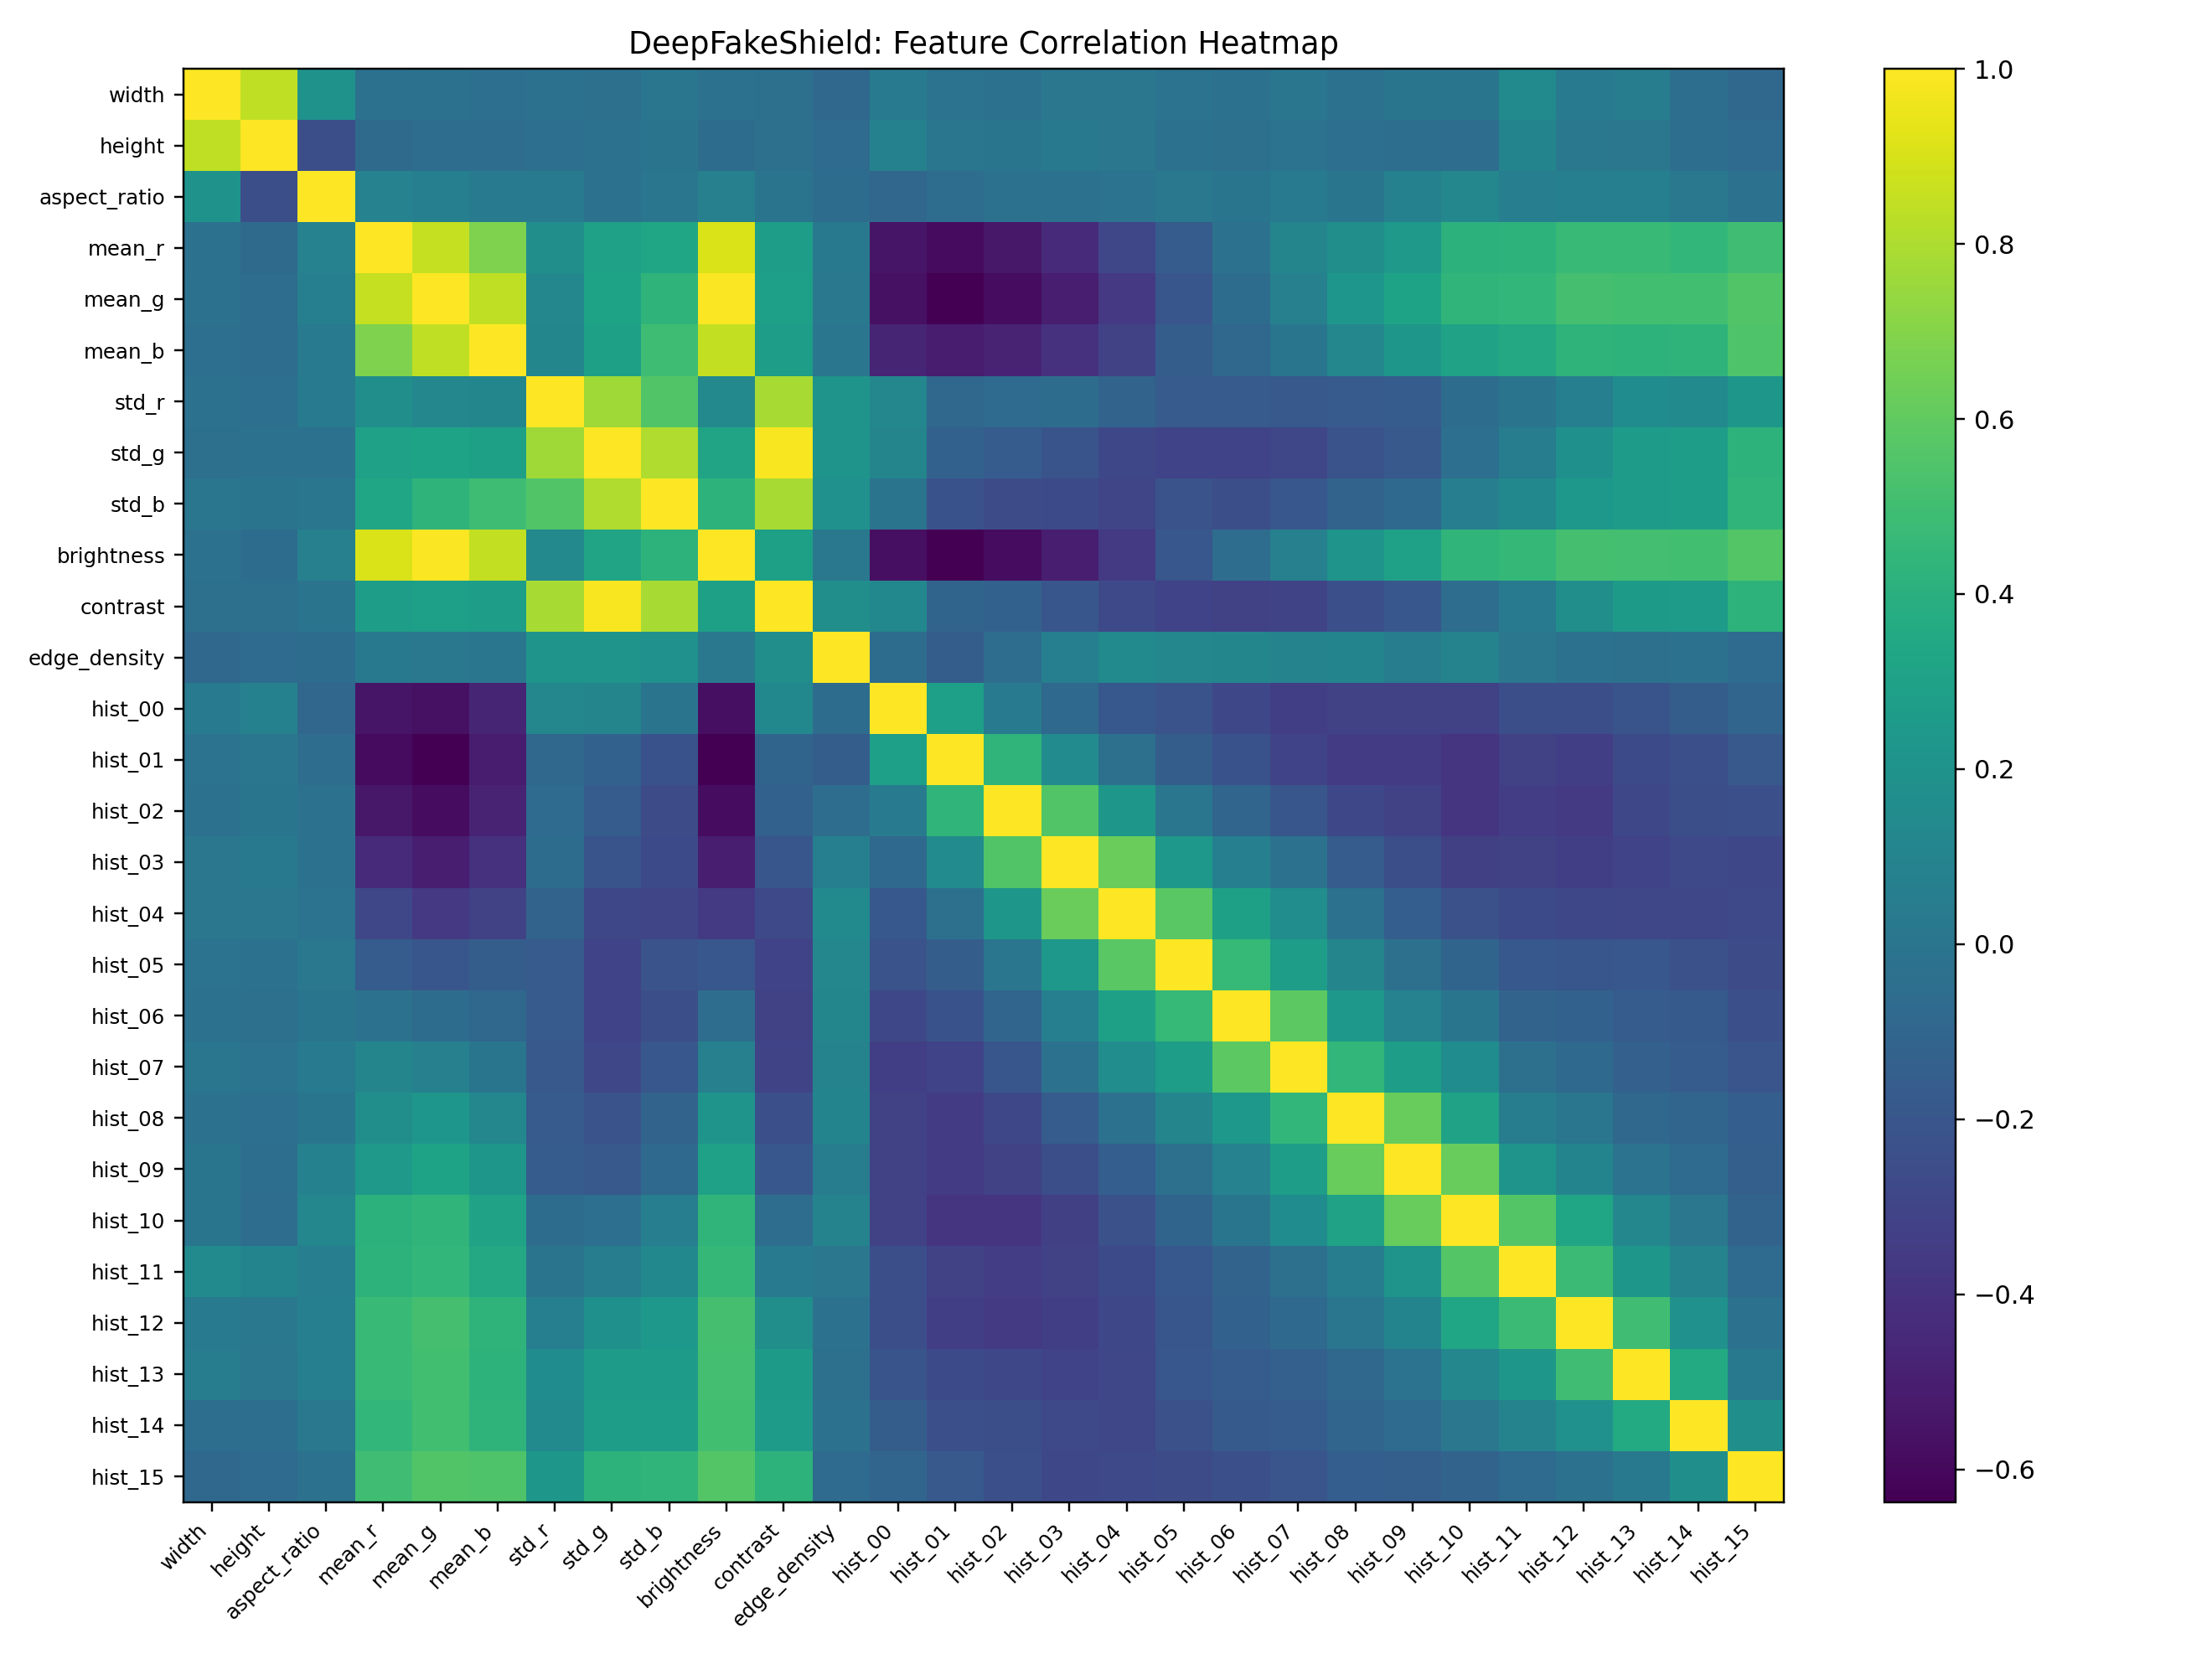 DeepFakeShield: Feature Correlation Heatmap
width
height
aspect_ratio
mean_r
mean_g
mean_b
std_r
std_g
std_b
brightness
contrast
edge_density
hist_00
hist_01
hist_02
hist_03
hist_04
hist_05
hist_06
hist_07
hist_08
hist_09
hist_10
hist_11
hist_12
hist_13
hist_14
hist_15
width
height
aspect_ratio
mean_r
mean_g
mean_b
std_r
std_g
std_b
brightness
contrast
edge_density
hist_00
hist_01
hist_02
hist_03
hist_04
hist_05
hist_06
hist_07
hist_08
hist_09
hist_10
hist_11
hist_12
hist_13
hist_14
hist_15
1.0
0.8
0.6
0.4
0.2
0.0
−0.2
−0.4
−0.6